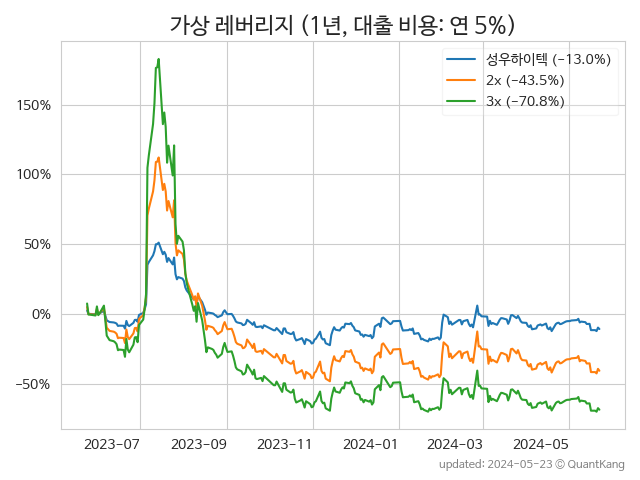 가상 레버리지 (1년, 대출 비용: 연 5%)
성우하이텍 (−13.0%)
2x (−43.5%)
3x (−70.8%)
150%
100%
50%
0%
−50%
2023−07 2023−09 2023−11 2024−01 2024−03 2024−05
updated: 2024−05−23 © QuantKang